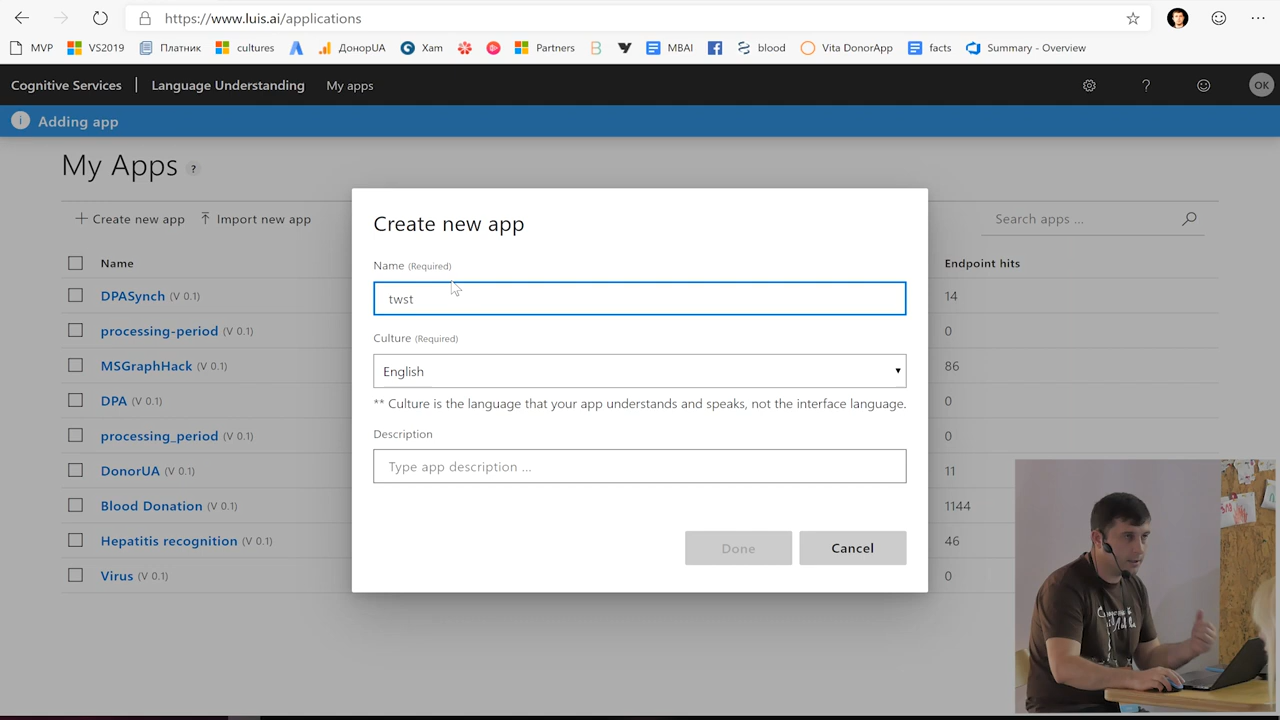 https://www.luis.ai/applications
MVP VS2019 Платник cultures ДонорUA Хам Partners MBAI blood Vita DonorApp facts Summary - Overview
Cognitive Services Language Understanding My apps ? OK
Adding app
My Apps ?
Create new app Import new app Search apps ...
Name Endpoint hits
DPASynch (V 0.1) 14
processing-period (V 0.1) 0
MSGraphHack (V 0.1) 86
DPA (V 0.1) 0
processing_period (V 0.1) 0
DonorUA (V 0.1) 11
Blood Donation (V 0.1) 1144
Hepatitis recognition (V 0.1) 46
Virus (V 0.1) 0
Create new app
Name (Required)
twst
Culture (Required)
English
** Culture is the language that your app understands and speaks, not the interface language.
Description
Type app description ...
Done Cancel